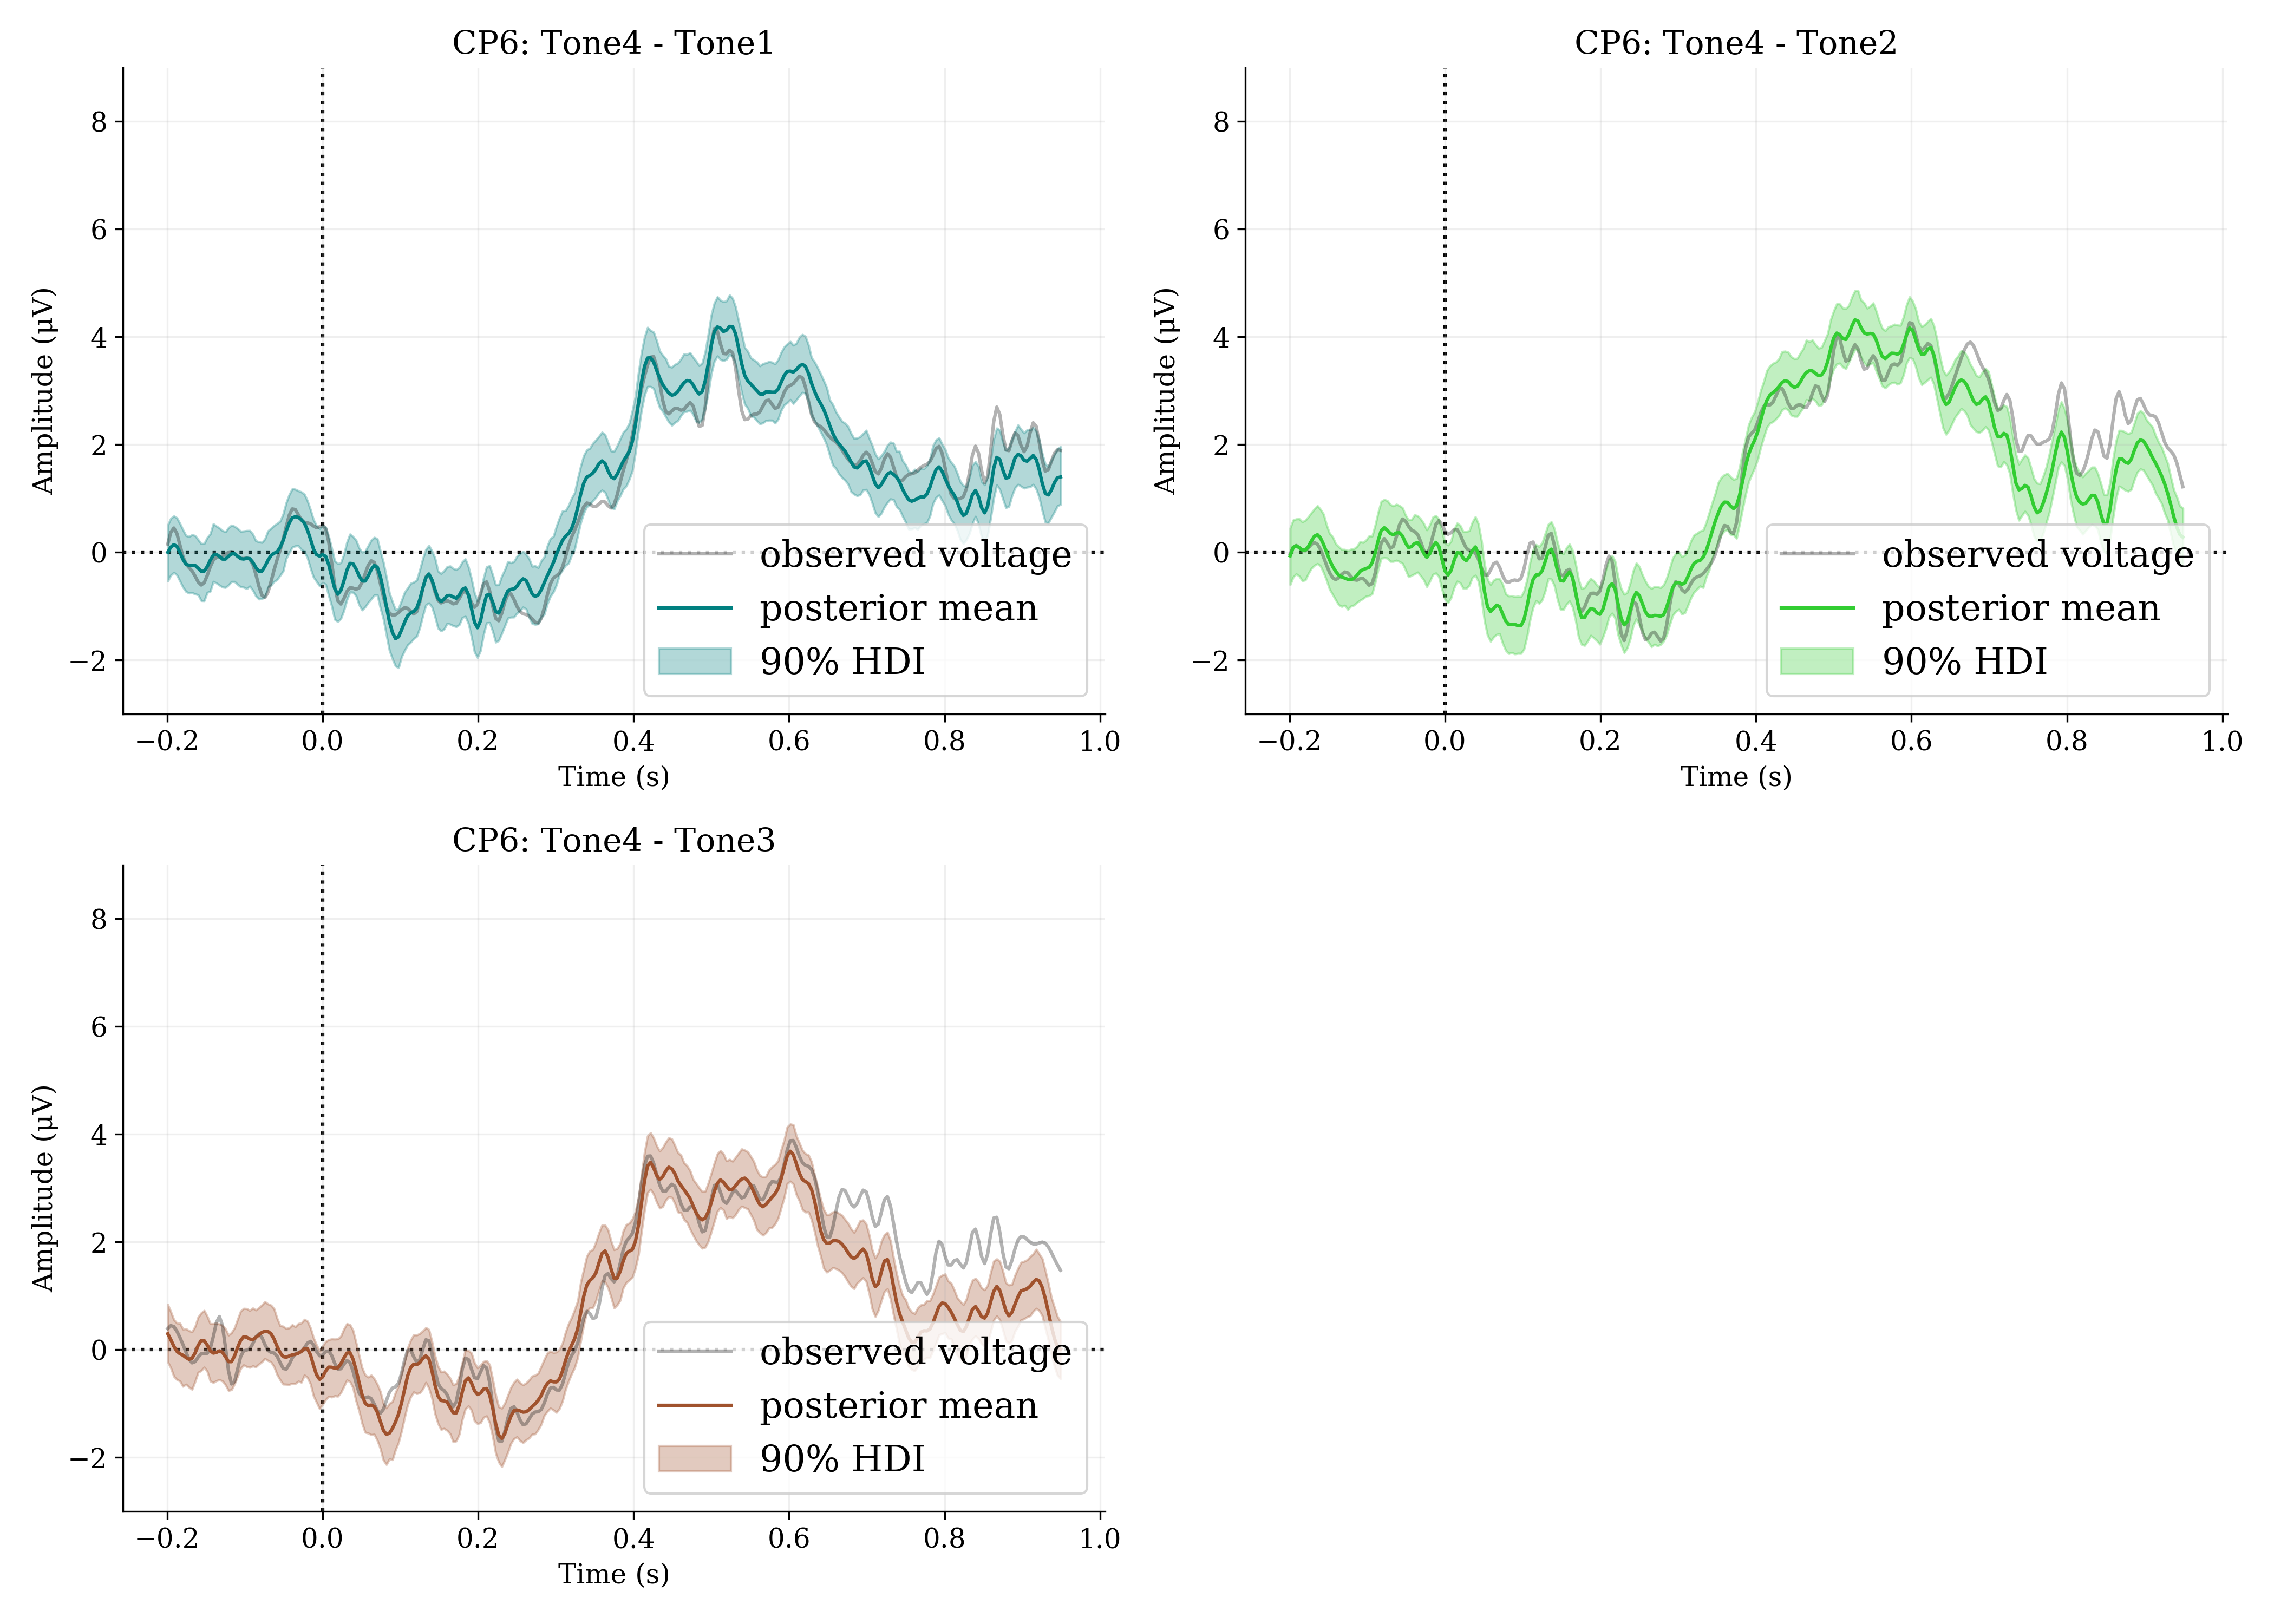 CP6: Tone4 - Tone1
Amplitude (µV)
8
6
4
2
0
−2
observed voltage
posterior mean
90% HDI
−0.2 0.0 0.2 0.4 0.6 0.8 1.0
Time (s)
CP6: Tone4 - Tone2
Amplitude (µV)
8
6
4
2
0
−2
observed voltage
posterior mean
90% HDI
−0.2 0.0 0.2 0.4 0.6 0.8 1.0
Time (s)
CP6: Tone4 - Tone3
Amplitude (µV)
8
6
4
2
0
−2
observed voltage
posterior mean
90% HDI
−0.2 0.0 0.2 0.4 0.6 0.8 1.0
Time (s)